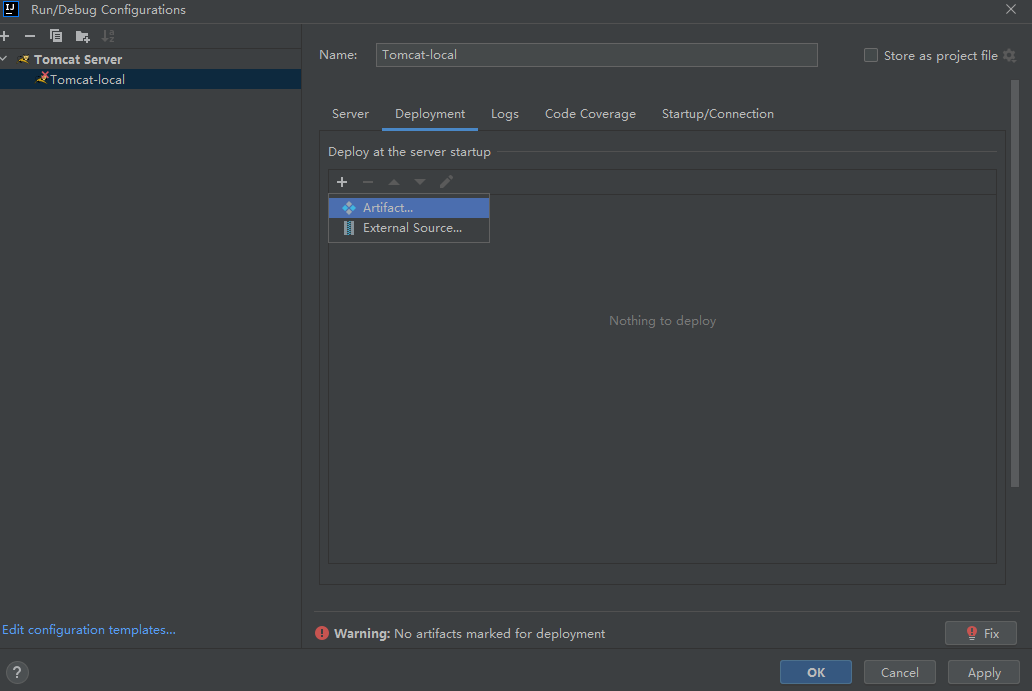 IJ
Run/Debug Configurations
Tomcat Server
Tomcat-local
Name: Tomcat-local
Store as project file
Server Deployment Logs Code Coverage Startup/Connection
Deploy at the server startup
Artifact...
External Source...
Nothing to deploy
Edit configuration templates...
Warning: No artifacts marked for deployment
Fix
?
OK Cancel Apply